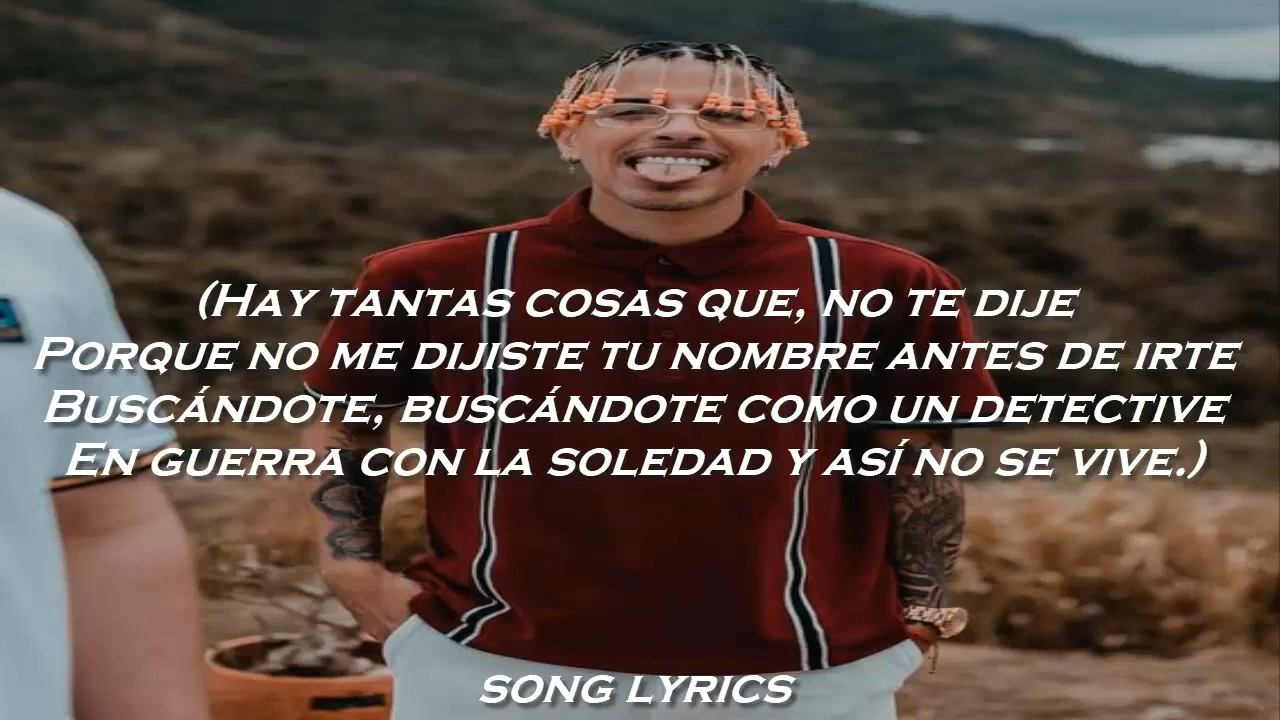 (Hay tantas cosas que, no te dije
Porque no me dijiste tu nombre antes de irte
Buscándote, buscándote como un detective
En guerra con la soledad y así no se vive.)
SONG LYRICS